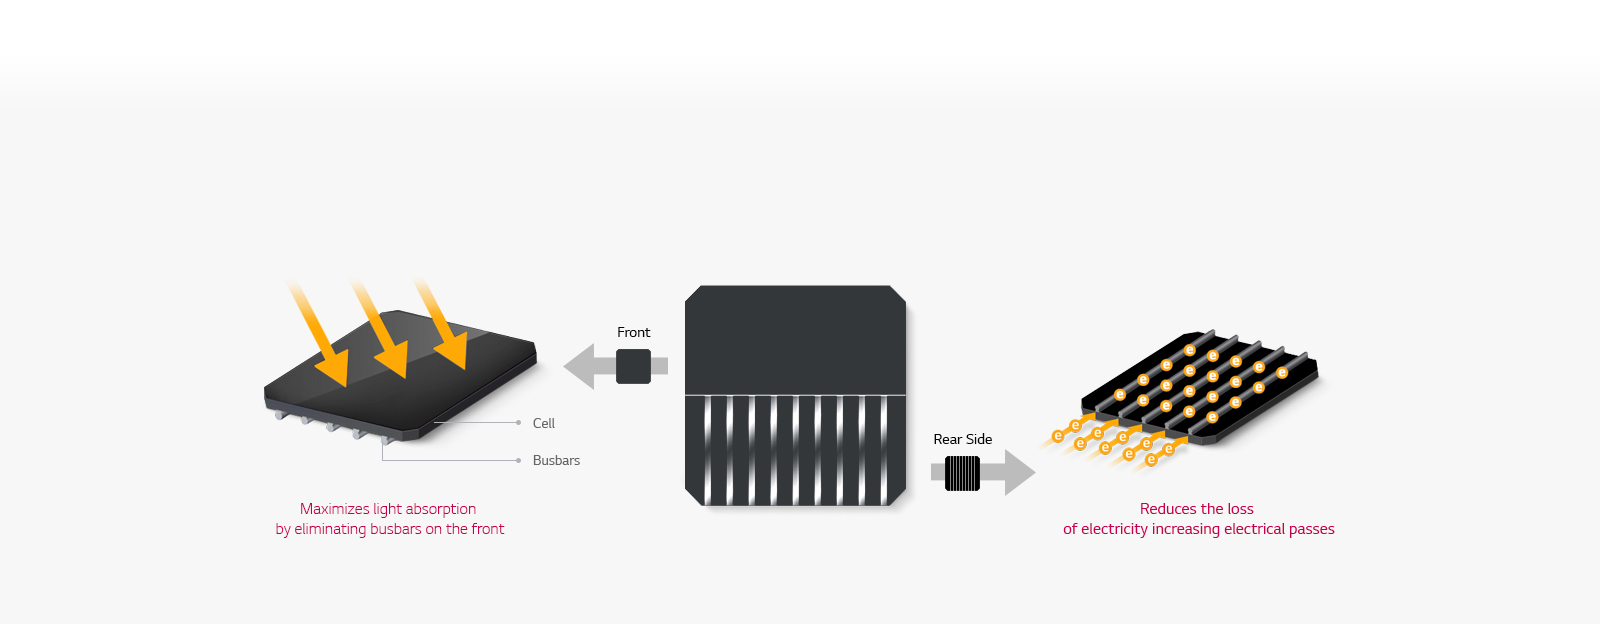 Front
Cell
Busbars
Maximizes light absorption
by eliminating busbars on the front
Rear Side
e e e e e e e e e e e e e e e e e e e e
e e e e e e e e e e
Reduces the loss
of electricity increasing electrical passes